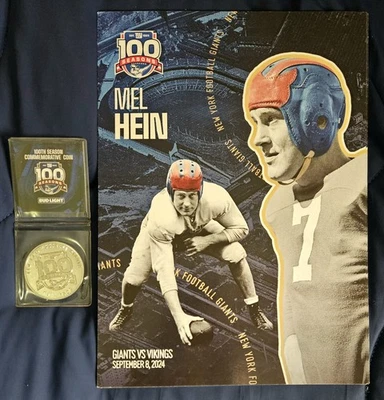 100
SEASONS
MEL
HEIN
NEW YORK FOOTBALL GIANTS
NEW YORK FOOTBALL GIANTS
7
GIANTS VS VIKINGS
SEPTEMBER 8, 2024
100TH SEASON
COMMEMORATIVE COIN
100
SEASONS
BUD LIGHT